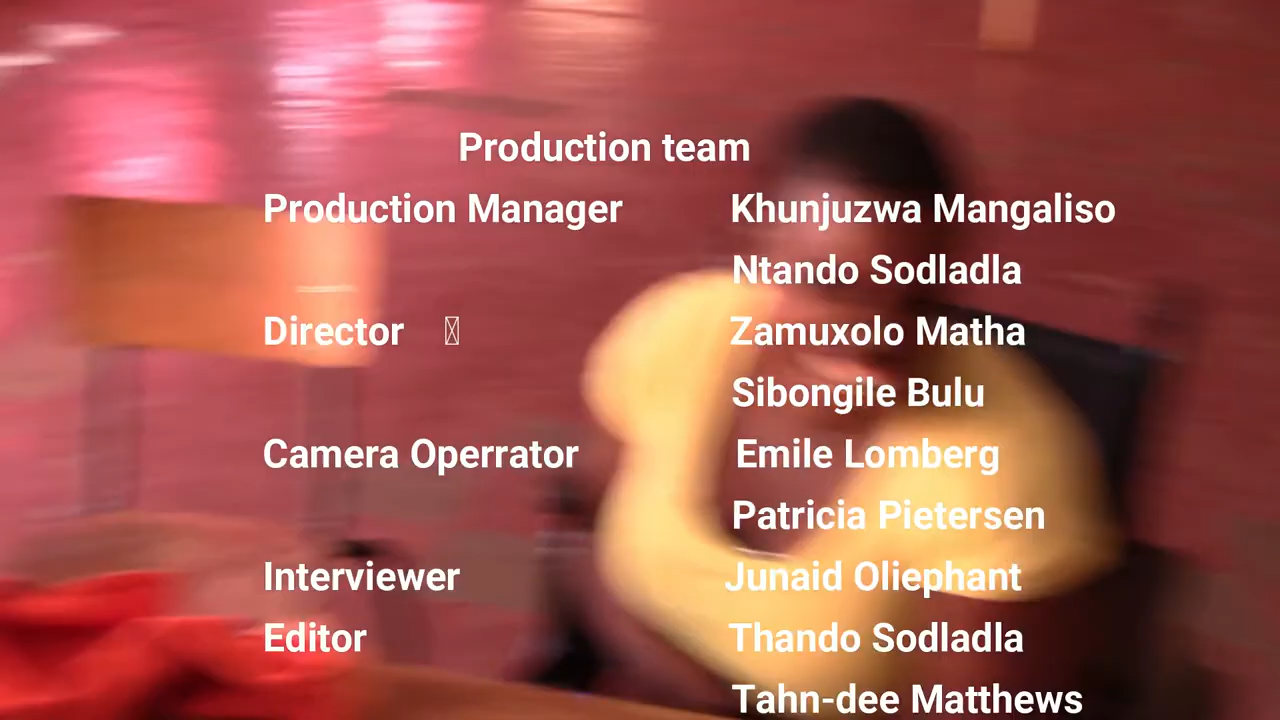 Production team
Production Manager Khunjuzwa Mangaliso
Ntando Sodladla
Director Zamuxolo Matha
Sibongile Bulu
Camera Operrator Emile Lomberg
Patricia Pietersen
Interviewer Junaid Oliephant
Editor Thando Sodladla
Tahn-dee Matthews